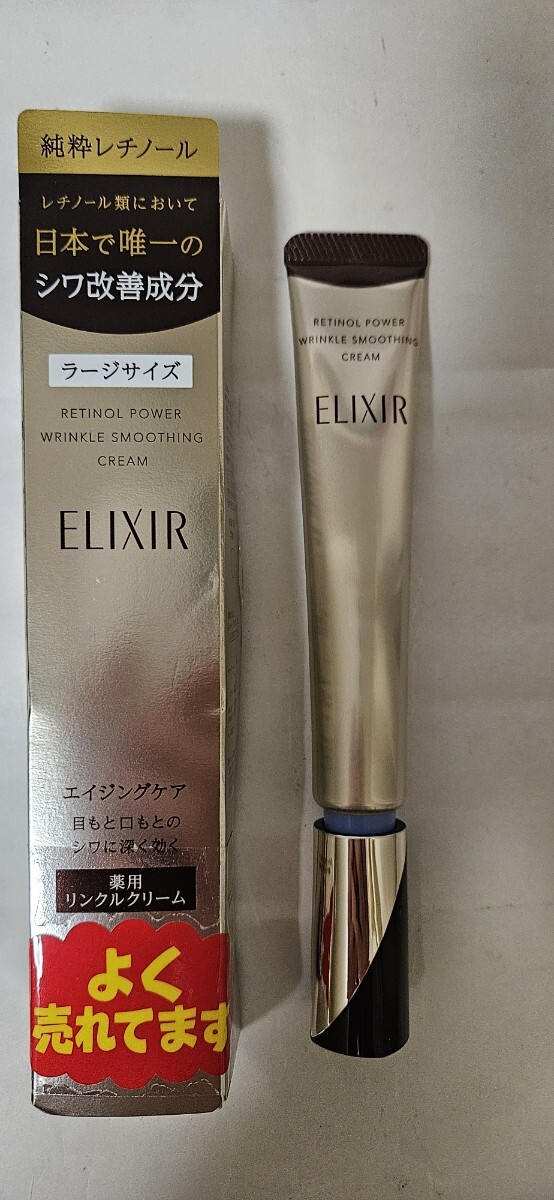 純粋レチノール
レチノール類において
日本で唯一の
シワ改善成分
ラージサイズ
RETINOL POWER
WRINKLE SMOOTHING
CREAM
ELIXIR
エイジングケア
目もと口もとの
シワに深く効く
薬用
リンクルクリーム
よく
売れてます
RETINOL POWER
WRINKLE SMOOTHING
CREAM
ELIXIR